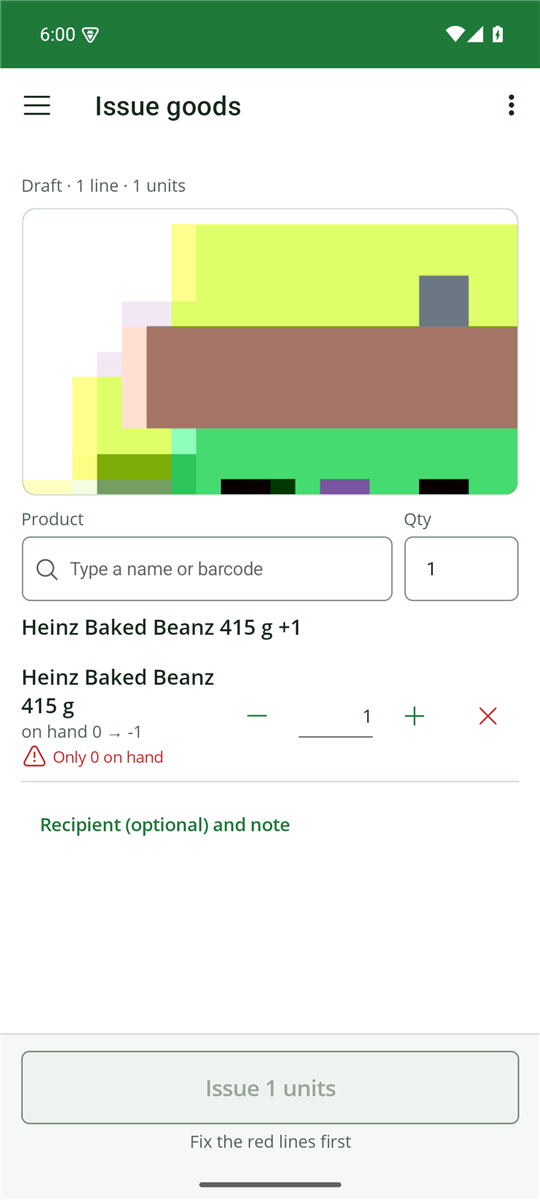 6:00
Issue goods
Draft · 1 line · 1 units
Product
Qty
Type a name or barcode
1
Heinz Baked Beanz 415 g +1
Heinz Baked Beanz
415 g
1
on hand 0 → -1
Only 0 on hand
Recipient (optional) and note
Issue 1 units
Fix the red lines first